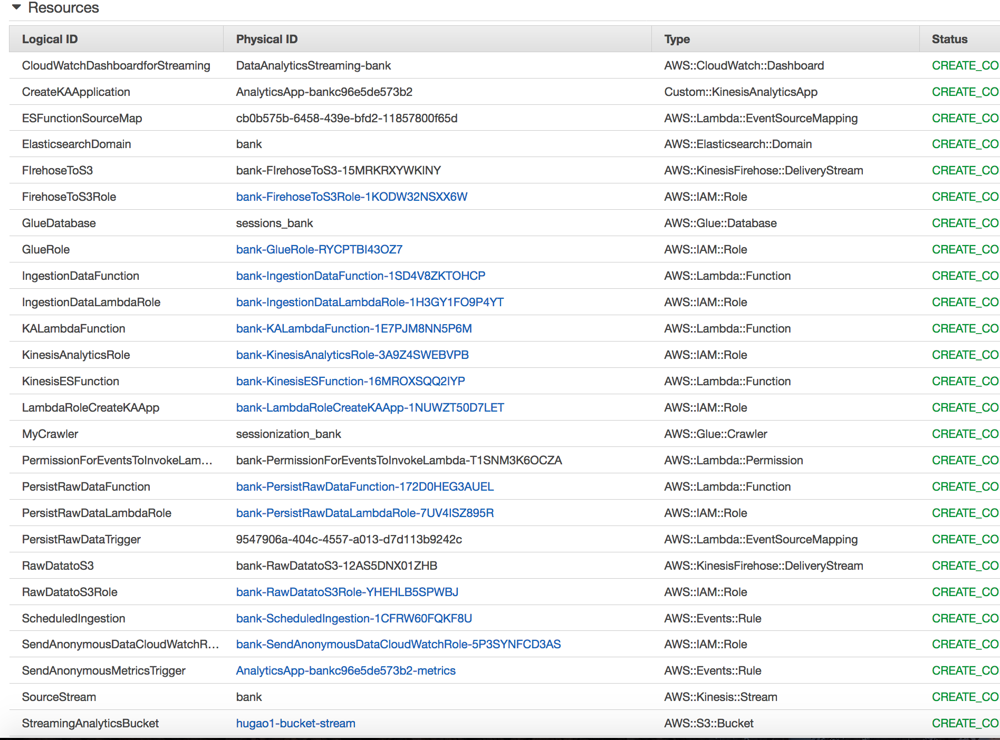 Resources
Logical ID Physical ID Type Status
CloudWatchDashboardforStreaming DataAnalyticsStreaming-bank AWS::CloudWatch::Dashboard CREATE_CO
CreateKAApplication AnalyticsApp-bankc96e5de573b2 Custom::KinesisAnalyticsApp CREATE_CO
ESFunctionSourceMap cb0b575b-6458-439e-bfd2-11857800f65d AWS::Lambda::EventSourceMapping CREATE_CO
ElasticsearchDomain bank AWS::Elasticsearch::Domain CREATE_CO
FIrehoseToS3 bank-FIrehoseToS3-15MRKRXYWKINY AWS::KinesisFirehose::DeliveryStream CREATE_CO
FirehoseToS3Role bank-FirehoseToS3Role-1KODW32NSXX6W AWS::IAM::Role CREATE_CO
GlueDatabase sessions_bank AWS::Glue::Database CREATE_CO
GlueRole bank-GlueRole-RYCPTBI43OZ7 AWS::IAM::Role CREATE_CO
IngestionDataFunction bank-IngestionDataFunction-1SD4V8ZKTOHCP AWS::Lambda::Function CREATE_CO
IngestionDataLambdaRole bank-IngestionDataLambdaRole-1H3GY1FO9P4YT AWS::IAM::Role CREATE_CO
KALambdaFunction bank-KALambdaFunction-1E7PJM8NN5P6M AWS::Lambda::Function CREATE_CO
KinesisAnalyticsRole bank-KinesisAnalyticsRole-3A9Z4SWEBVPB AWS::IAM::Role CREATE_CO
KinesisESFunction bank-KinesisESFunction-16MROXSQQ2IYP AWS::Lambda::Function CREATE_CO
LambdaRoleCreateKAApp bank-LambdaRoleCreateKAApp-1NUWZT50D7LET AWS::IAM::Role CREATE_CO
MyCrawler sessionization_bank AWS::Glue::Crawler CREATE_CO
PermissionForEventsToInvokeLam… bank-PermissionForEventsToInvokeLambda-T1SNM3K6OCZA AWS::Lambda::Permission CREATE_CO
PersistRawDataFunction bank-PersistRawDataFunction-172D0HEG3AUEL AWS::Lambda::Function CREATE_CO
PersistRawDataLambdaRole bank-PersistRawDataLambdaRole-7UV4ISZ895R AWS::IAM::Role CREATE_CO
PersistRawDataTrigger 9547906a-404c-4557-a013-d7d113b9242c AWS::Lambda::EventSourceMapping CREATE_CO
RawDatatoS3 bank-RawDatatoS3-12AS5DNX01ZHB AWS::KinesisFirehose::DeliveryStream CREATE_CO
RawDatatoS3Role bank-RawDatatoS3Role-YHEHLB5SPWBJ AWS::IAM::Role CREATE_CO
ScheduledIngestion bank-ScheduledIngestion-1CFRW60FQKF8U AWS::Events::Rule CREATE_CO
SendAnonymousDataCloudWatchR… bank-SendAnonymousDataCloudWatchRole-5P3SYNFCD3AS AWS::IAM::Role CREATE_CO
SendAnonymousMetricsTrigger AnalyticsApp-bankc96e5de573b2-metrics AWS::Events::Rule CREATE_CO
SourceStream bank AWS::Kinesis::Stream CREATE_CO
StreamingAnalyticsBucket hugao1-bucket-stream AWS::S3::Bucket CREATE_CO